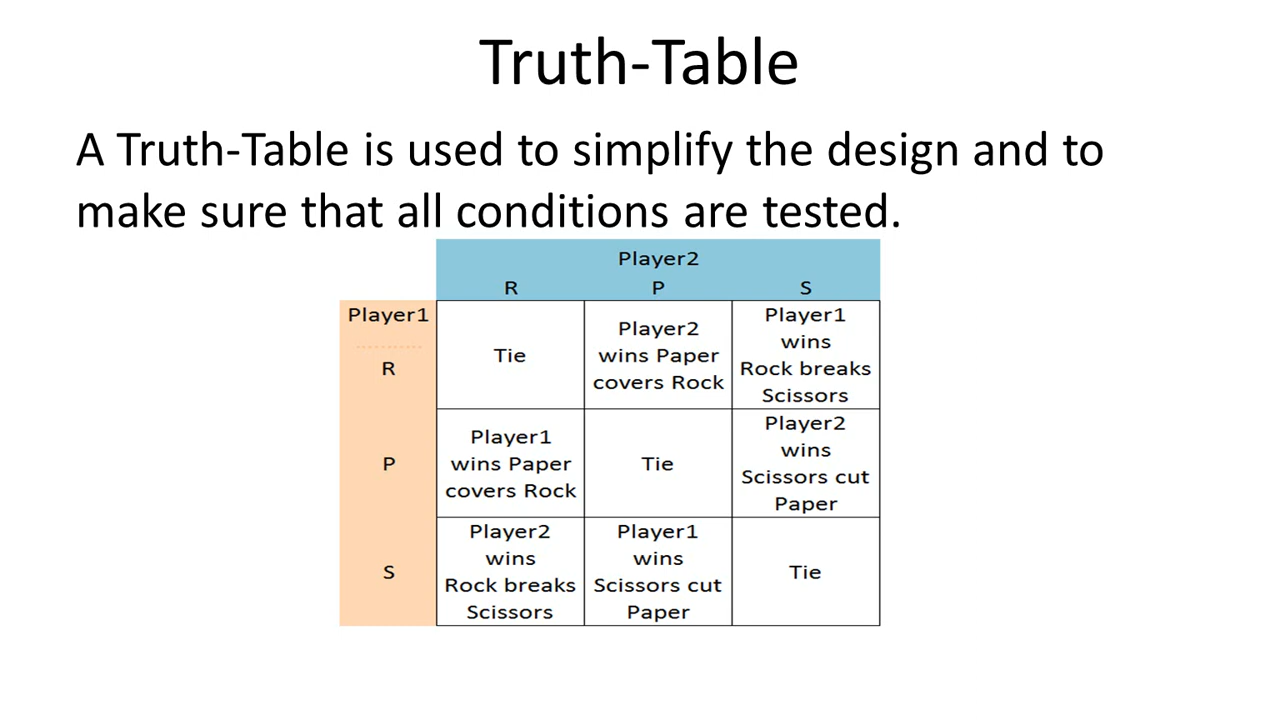 Truth-Table
A Truth-Table is used to simplify the design and to
make sure that all conditions are tested.
Player2
R P S
Player1
R
Tie
Player2
wins Paper
covers Rock
Player1
wins
Rock breaks
Scissors
P
Player1
wins Paper
covers Rock
Tie
Player2
wins
Scissors cut
Paper
S
Player2
wins
Rock breaks
Scissors
Player1
wins
Scissors cut
Paper
Tie